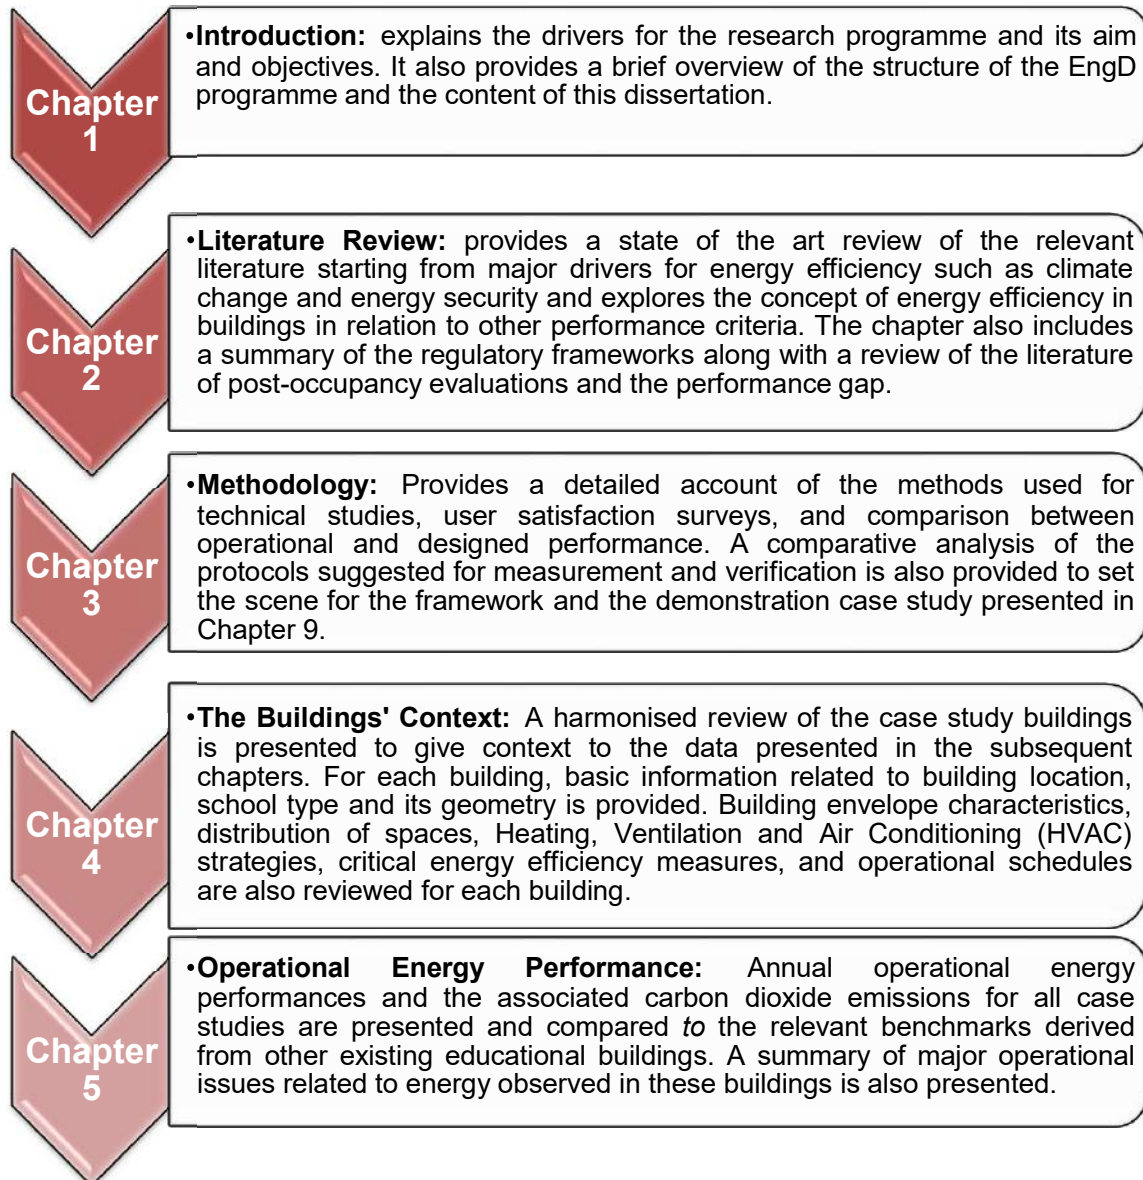 Chapter
1
•Introduction: explains the drivers for the research programme and its aim
and objectives. It also provides a brief overview of the structure of the EngD
programme and the content of this dissertation.
Chapter
2
•Literature Review: provides a state of the art review of the relevant
literature starting from major drivers for energy efficiency such as climate
change and energy security and explores the concept of energy efficiency in
buildings in relation to other performance criteria. The chapter also includes
a summary of the regulatory frameworks along with a review of the literature
of post-occupancy evaluations and the performance gap.
Chapter
3
•Methodology: Provides a detailed account of the methods used for
technical studies, user satisfaction surveys, and comparison between
operational and designed performance. A comparative analysis of the
protocols suggested for measurement and verification is also provided to set
the scene for the framework and the demonstration case study presented in
Chapter 9.
Chapter
4
•The Buildings' Context: A harmonised review of the case study buildings
is presented to give context to the data presented in the subsequent
chapters. For each building, basic information related to building location,
school type and its geometry is provided. Building envelope characteristics,
distribution of spaces, Heating, Ventilation and Air Conditioning (HVAC)
strategies, critical energy efficiency measures, and operational schedules
are also reviewed for each building.
Chapter
5
•Operational Energy Performance: Annual operational energy
performances and the associated carbon dioxide emissions for all case
studies are presented and compared to the relevant benchmarks derived
from other existing educational buildings. A summary of major operational
issues related to energy observed in these buildings is also presented.